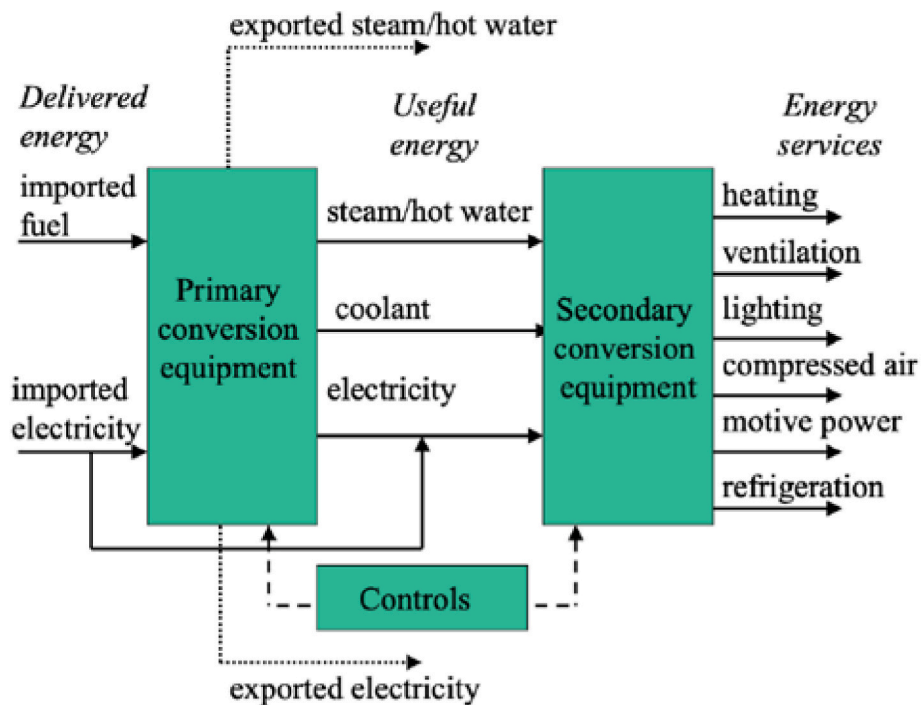 exported steam/hot water
Delivered
energy
Useful
energy
Energy
services
imported
fuel
steam/hot water
heating
ventilation
Primary
conversion
equipment
coolant
Secondary
conversion
equipment
lighting
compressed air
imported
electricity
electricity
motive power
refrigeration
Controls
exported electricity